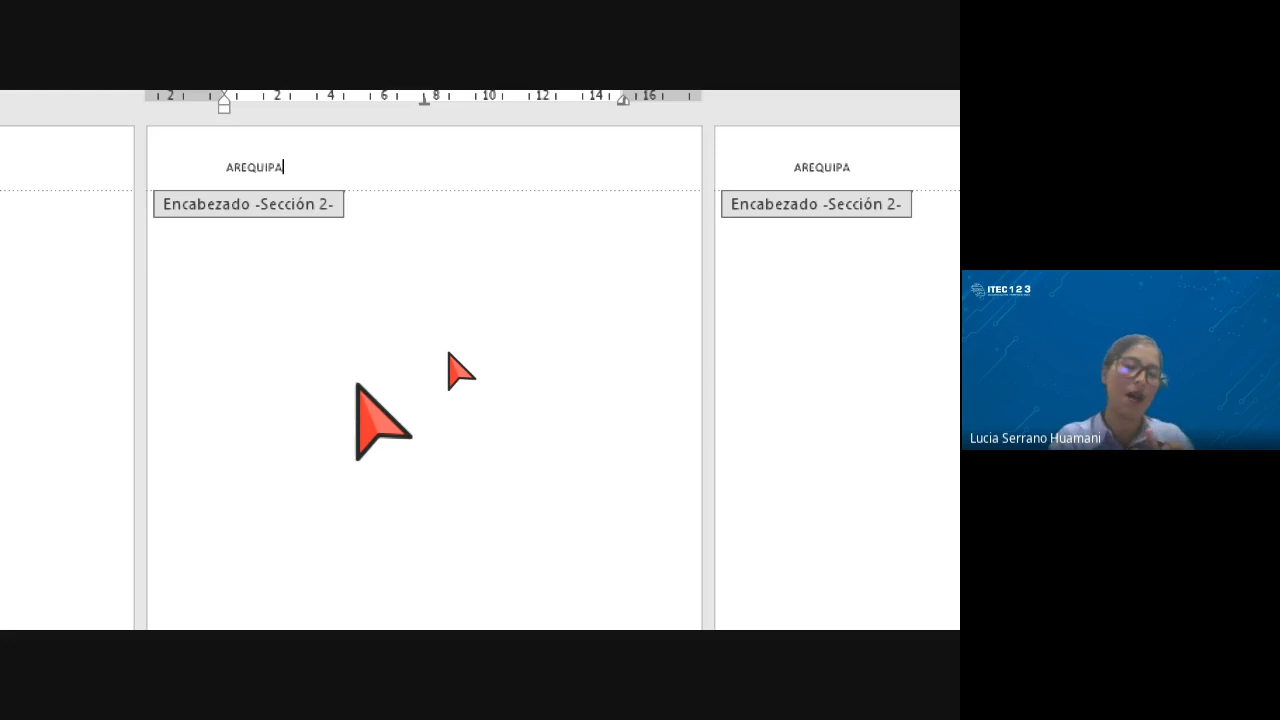 2 2 4 6 8 10 12 14 16
AREQUIPA
AREQUIPA
Encabezado -Sección 2-
Encabezado -Sección 2-
ITEC 1 2 3
Lucia Serrano Huamani